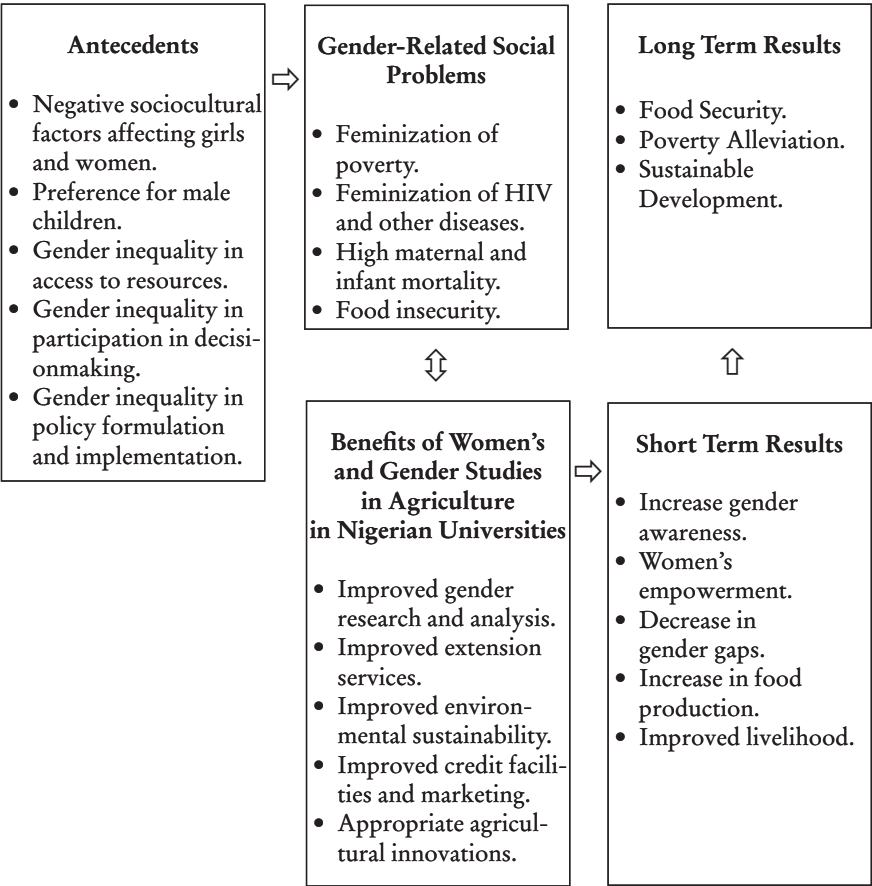 Antecedents
• Negative sociocultural
factors affecting girls
and women.
• Preference for male
children.
• Gender inequality in
access to resources.
• Gender inequality in
participation in decisi-
onmaking.
• Gender inequality in
policy formulation
and implementation.
Gender-Related Social
Problems
• Feminization of
poverty.
• Feminization of HIV
and other diseases.
• High maternal and
infant mortality.
• Food insecurity.
Benefits of Women’s
and Gender Studies
in Agriculture
in Nigerian Universities
• Improved gender
research and analysis.
• Improved extension
services.
• Improved environ-
mental sustainability.
• Improved credit facili-
ties and marketing.
• Appropriate agricul-
tural innovations.
Short Term Results
• Increase gender
awareness.
• Women’s
empowerment.
• Decrease in
gender gaps.
• Increase in food
production.
• Improved livelihood.
Long Term Results
• Food Security.
• Poverty Alleviation.
• Sustainable
Development.